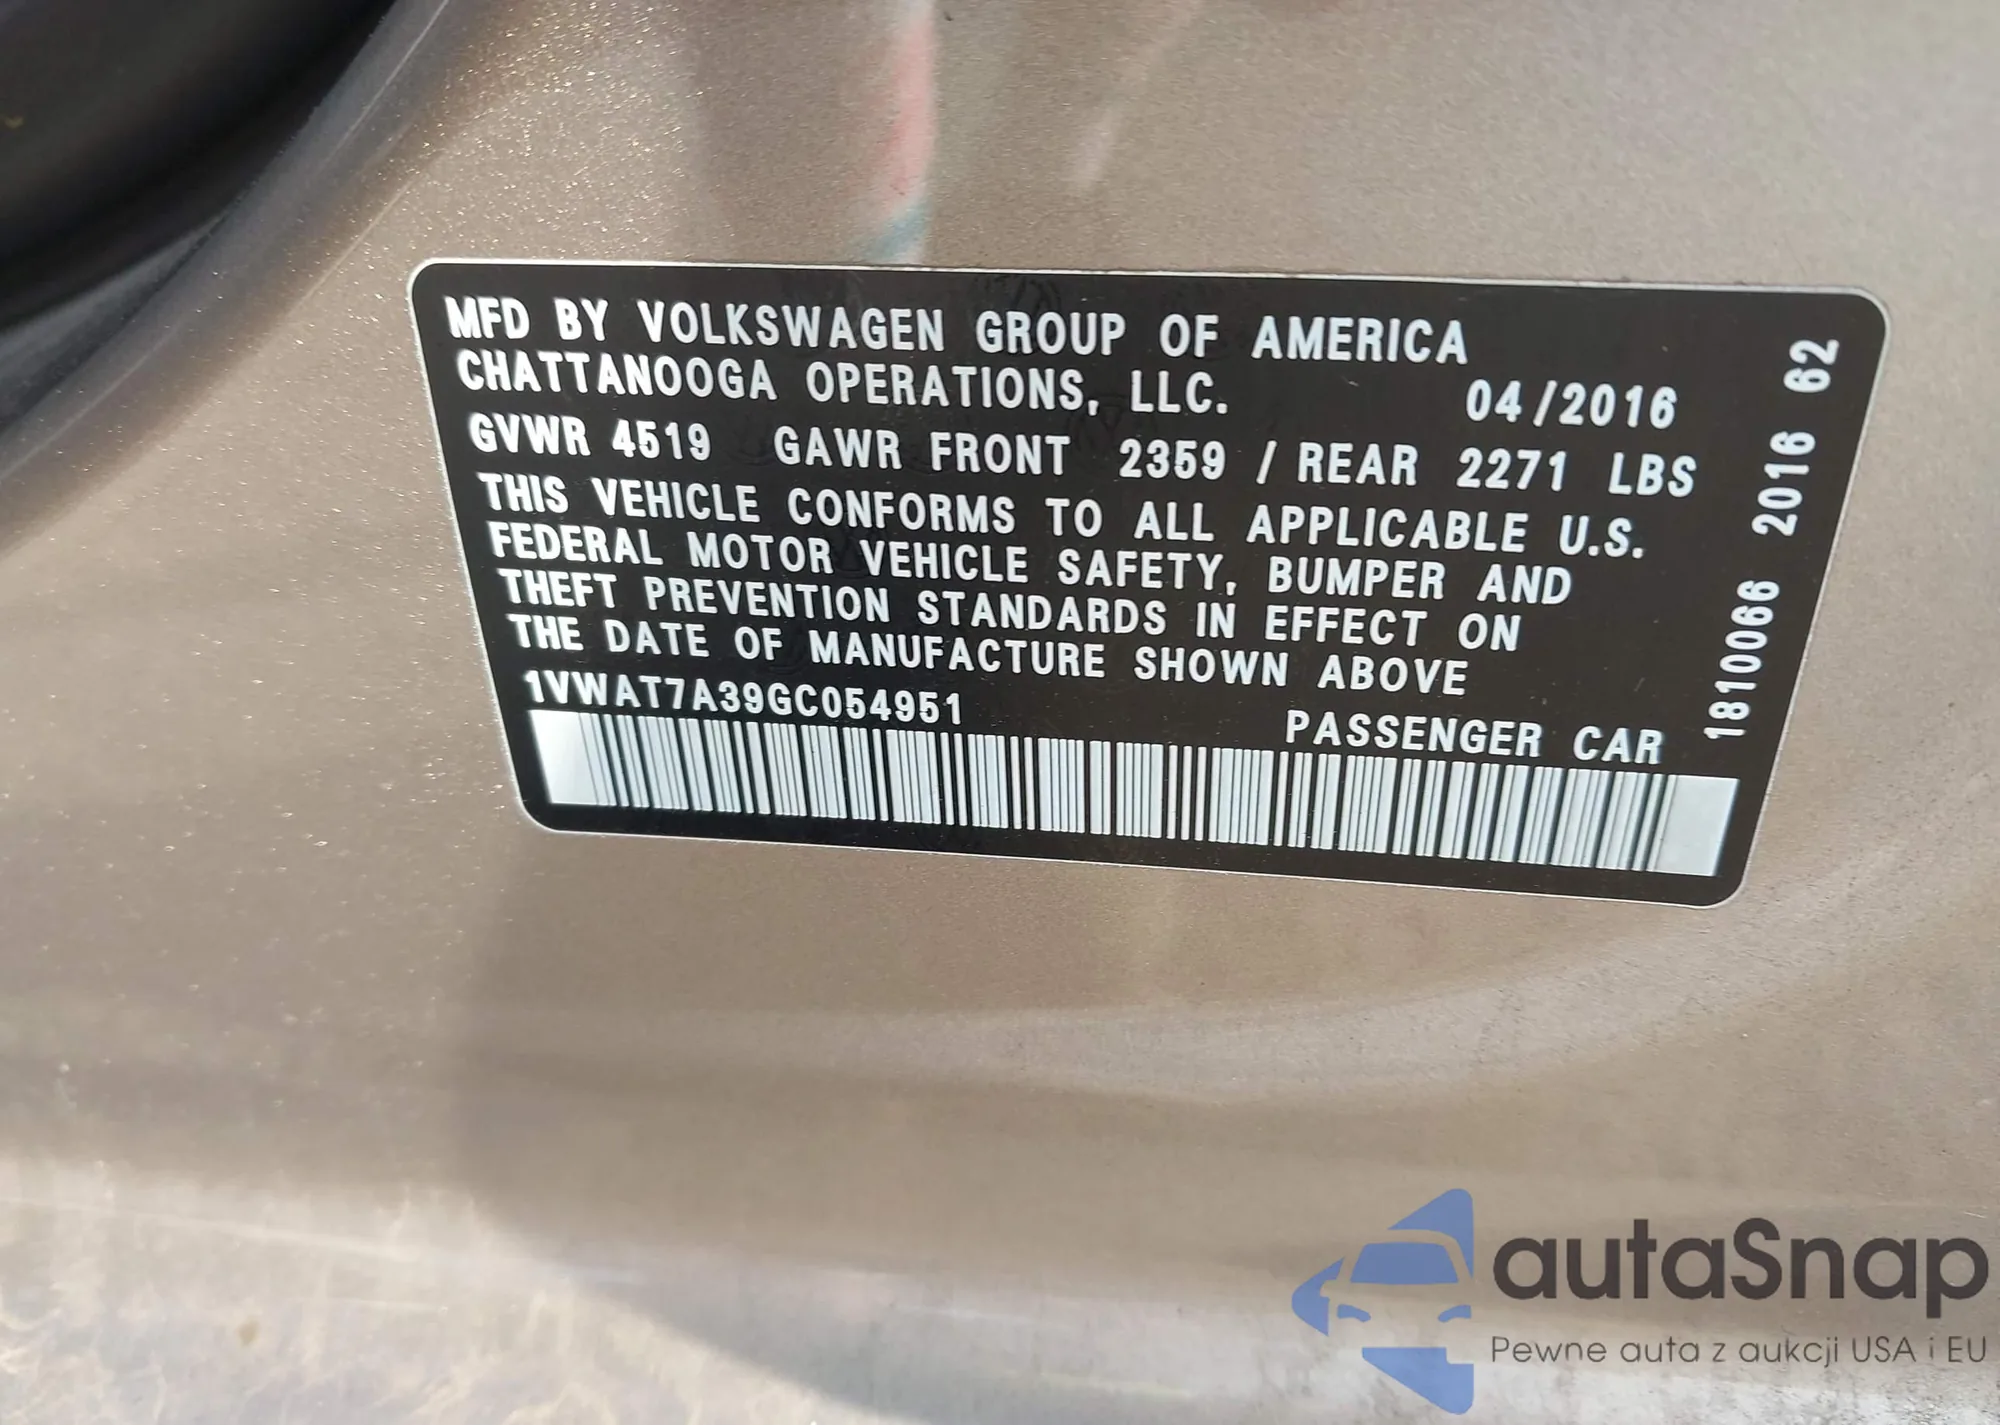 MFD BY VOLKSWAGEN GROUP OF AMERICA
CHATTANOOGA OPERATIONS, LLC. 04/2016
GVWR 4519 GAWR FRONT 2359 / REAR 2271 LBS
THIS VEHICLE CONFORMS TO ALL APPLICABLE U.S.
FEDERAL MOTOR VEHICLE SAFETY, BUMPER AND
THEFT PREVENTION STANDARDS IN EFFECT ON
THE DATE OF MANUFACTURE SHOWN ABOVE
1VWAT7A39GC054951
PASSENGER CAR
1810066 2016 62
autaSnap
Pewne auta z aukcji USA i EU